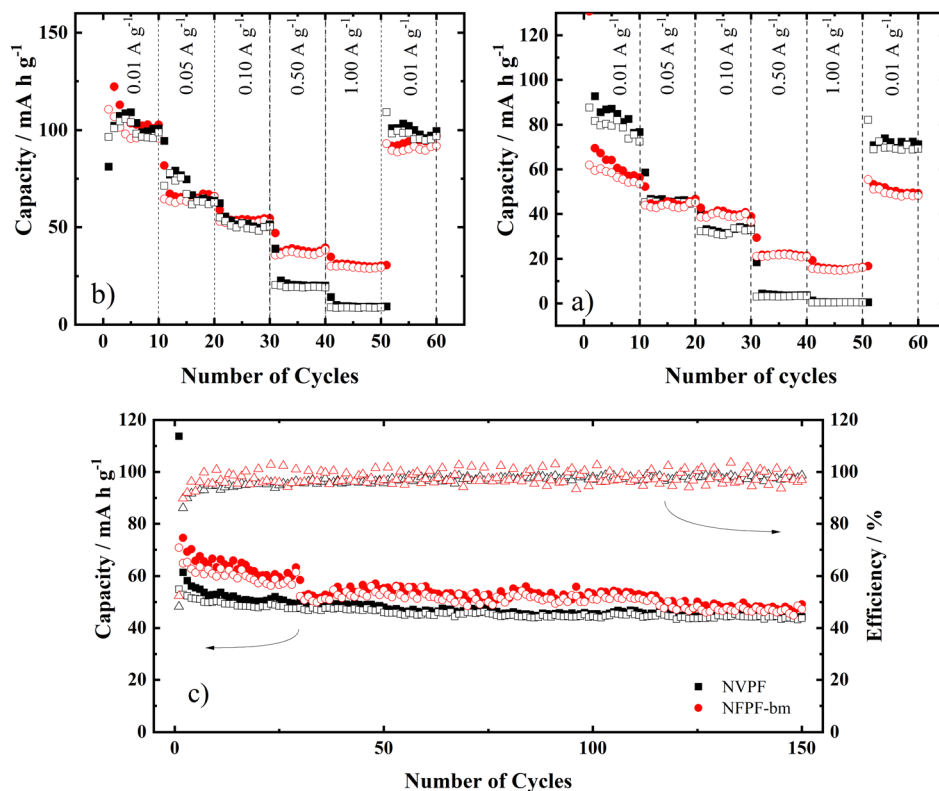 150
100
50
0
Capacity / mA h g⁻¹
0.01 A g⁻¹
0.05 A g⁻¹
0.10 A g⁻¹
0.50 A g⁻¹
1.00 A g⁻¹
0.01 A g⁻¹
b)
0 10 20 30 40 50 60
Number of Cycles
120
100
80
60
40
20
0
Capacity / mA h g⁻¹
0.01 A g⁻¹
0.05 A g⁻¹
0.10 A g⁻¹
0.50 A g⁻¹
1.00 A g⁻¹
0.01 A g⁻¹
a)
0 10 20 30 40 50 60
Number of cycles
120
100
80
60
40
20
0
Capacity / mA h g⁻¹
c)
NVPF
NFPF-bm
120
100
80
60
40
20
0
Efficiency / %
0 50 100 150
Number of Cycles